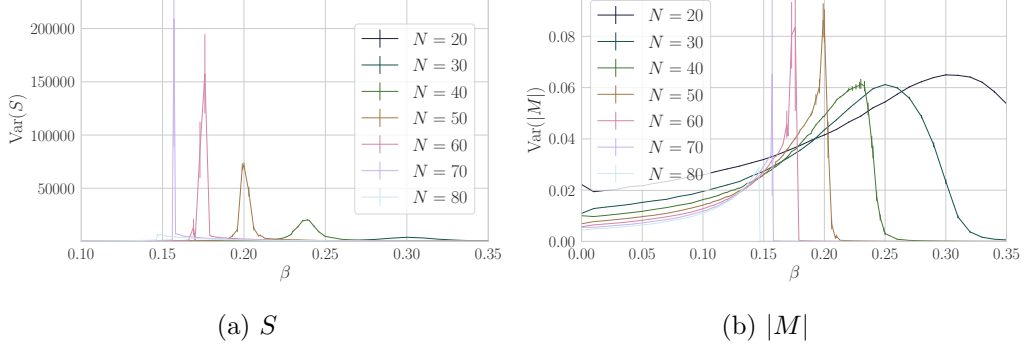 200000
150000
100000
50000
Var(S)
0.10
0.15
0.20
0.25
0.30
0.35
β
N = 20
N = 30
N = 40
N = 50
N = 60
N = 70
N = 80
(a) S
0.08
0.06
0.04
0.02
0.00
Var(|M|)
0.00
0.05
0.10
0.15
0.20
0.25
0.30
0.35
β
N = 20
N = 30
N = 40
N = 50
N = 60
N = 70
N = 80
(b) |M|